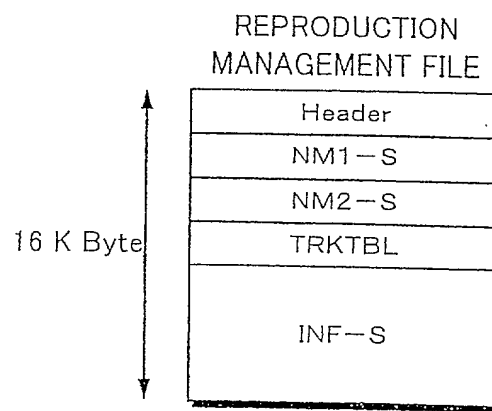 REPRODUCTION
MANAGEMENT FILE
Header
NM1-S
NM2-S
16 K Byte
TRKTBL
INF-S